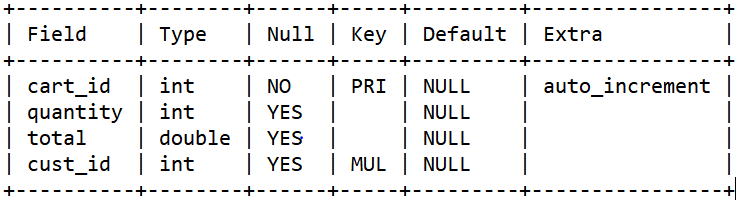 +----------+--------+------+-----+---------+----------------+
| Field    | Type   | Null | Key | Default | Extra          |
+----------+--------+------+-----+---------+----------------+
| cart_id  | int    | NO   | PRI | NULL    | auto_increment |
| quantity | int    | YES  |     | NULL    |                |
| total    | double | YES  |     | NULL    |                |
| cust_id  | int    | YES  | MUL | NULL    |                |
+----------+--------+------+-----+---------+----------------+